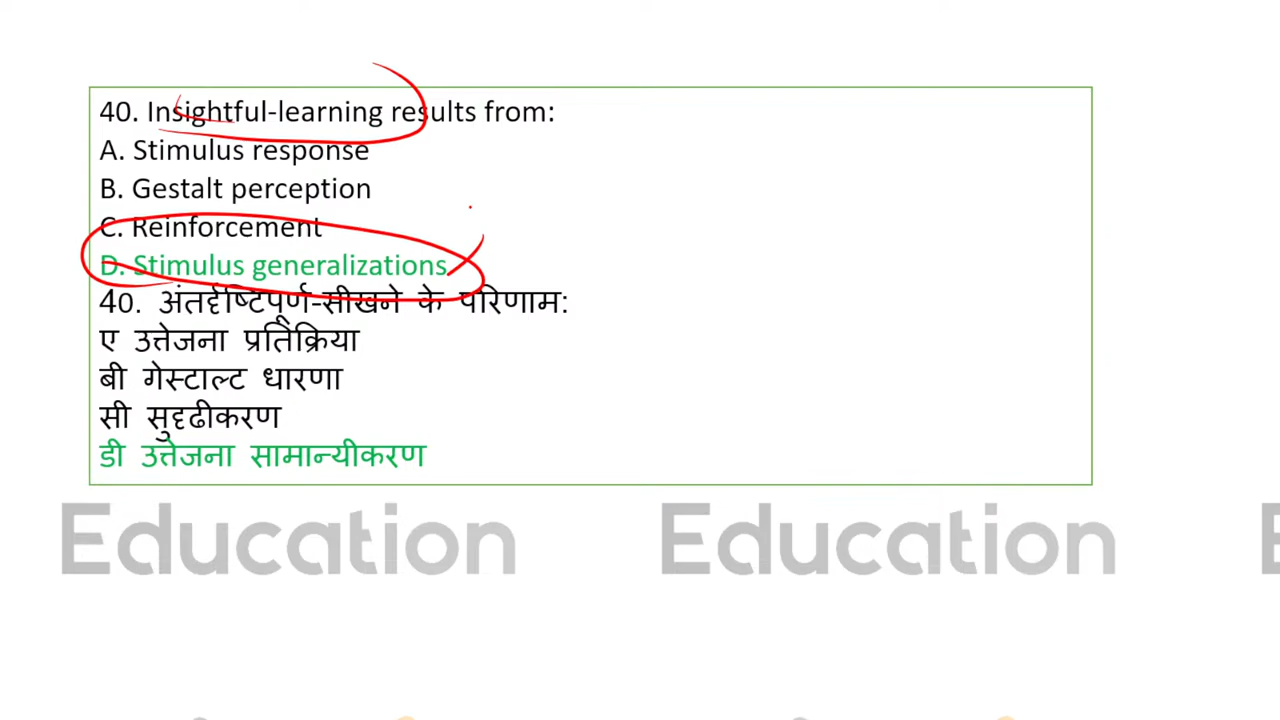 40. Insightful-learning results from:
A. Stimulus response
B. Gestalt perception
C. Reinforcement
D. Stimulus generalizations
40. अंतर्दृष्टिपूर्ण-सीखने के परिणाम:
ए उत्तेजना प्रतिक्रिया
बी गेस्टाल्ट धारणा
सी सुदृढीकरण
डी उत्तेजना सामान्यीकरण
Education Education E